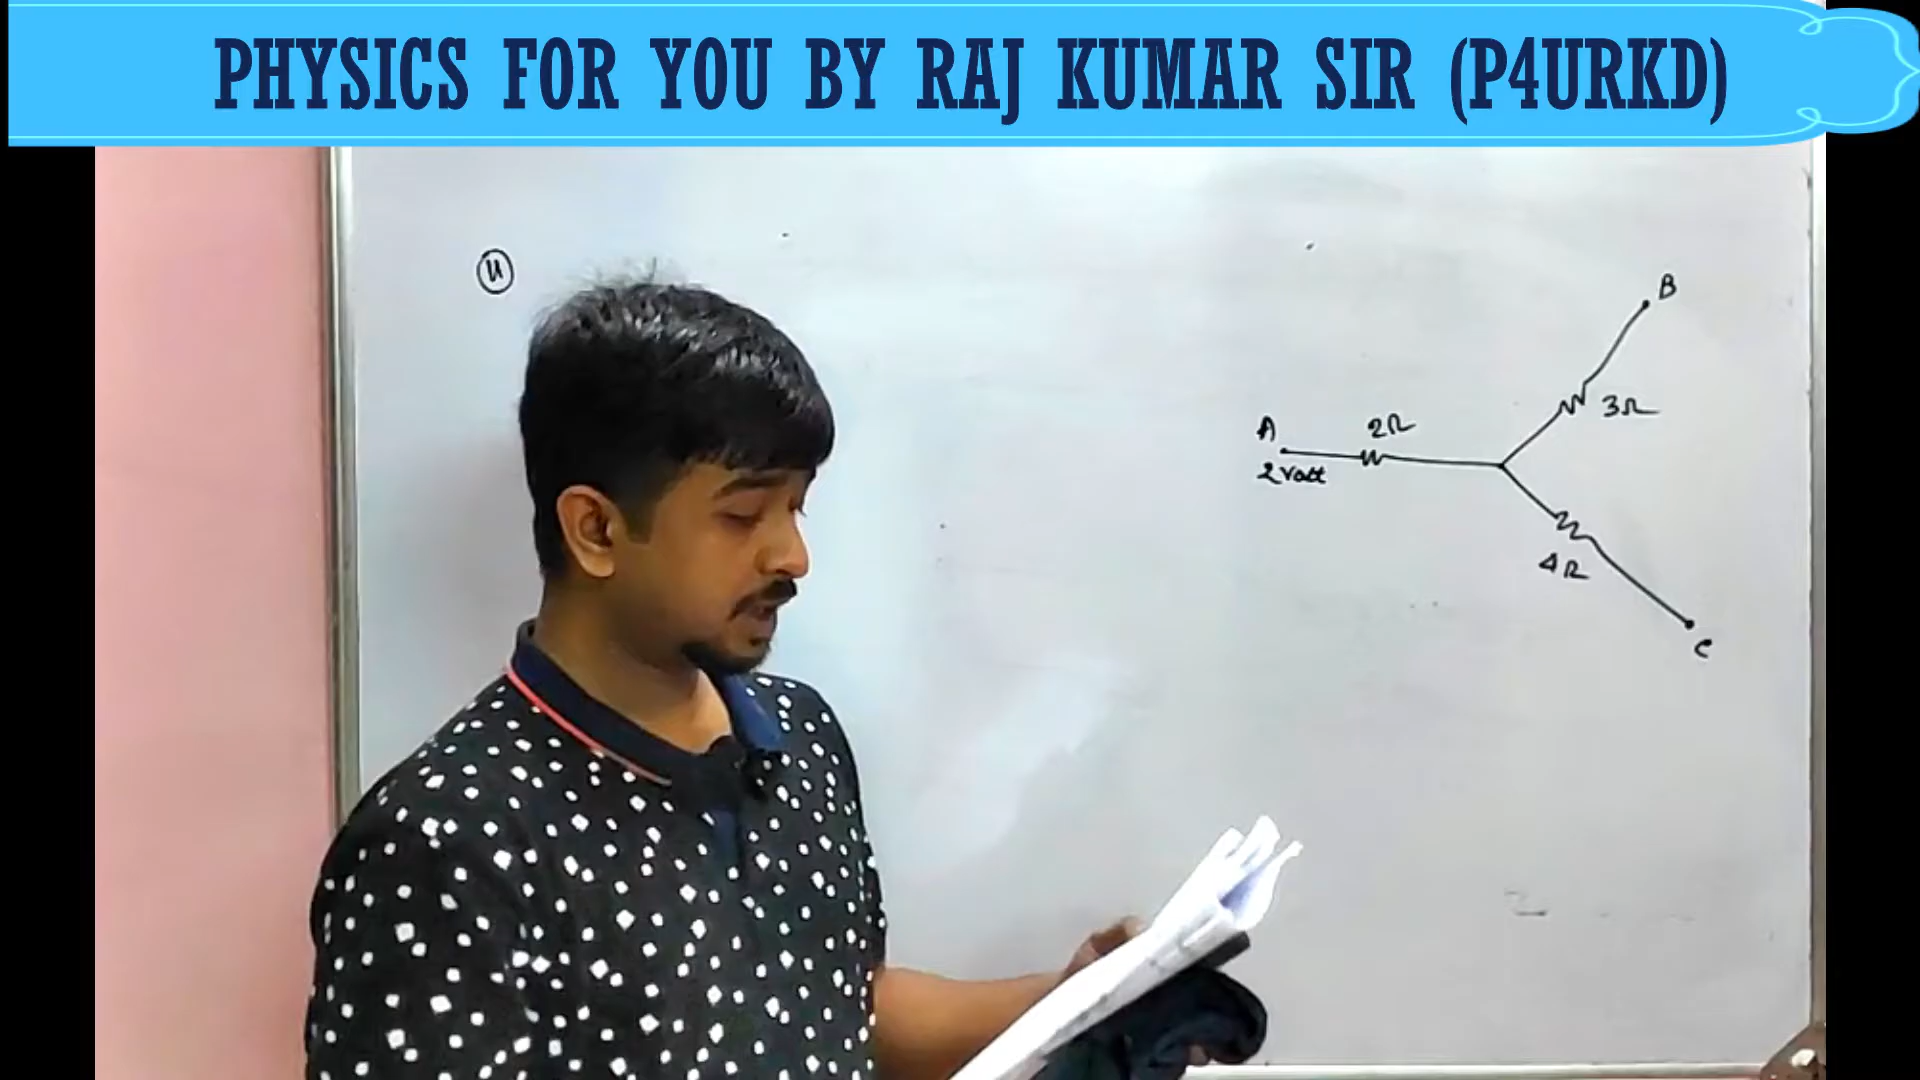 PHYSICS FOR YOU BY RAJ KUMAR SIR (P4URKD)
11
B
3Ω
A
2Ω
2 Volt
4Ω
C